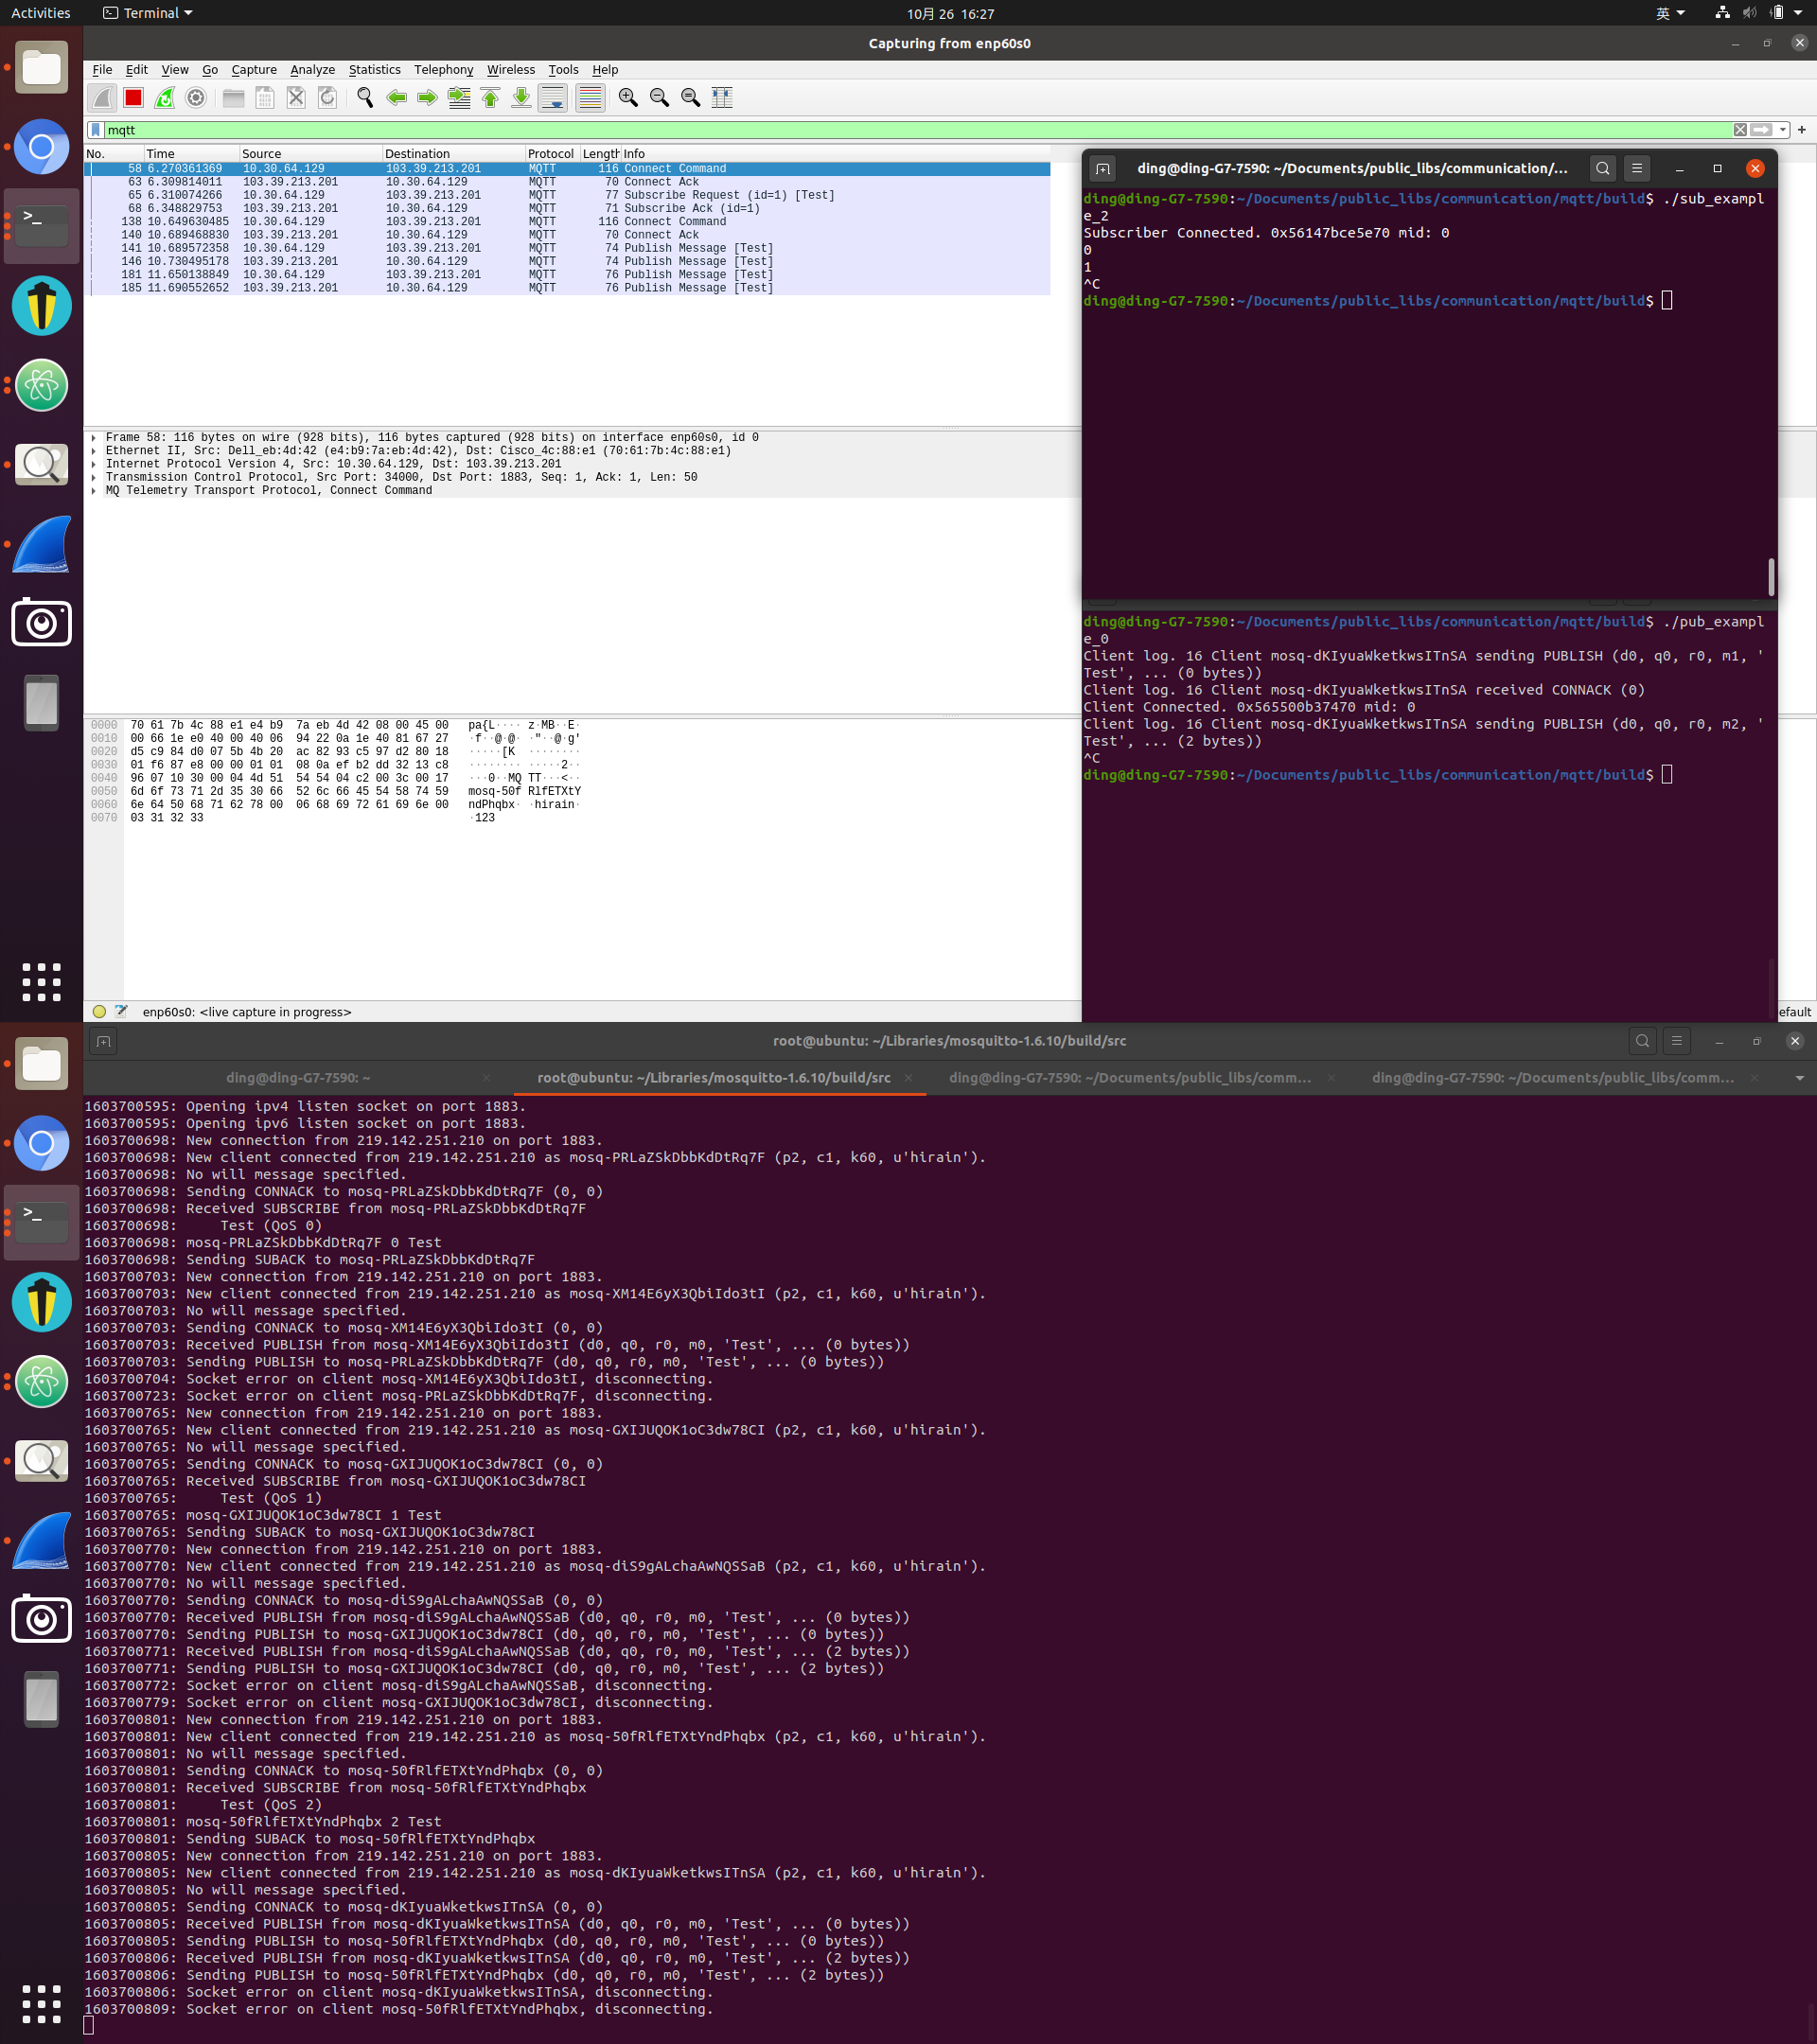 Activities
Terminal
10月 26 16:27
英
Capturing from enp60s0
File Edit View Go Capture Analyze Statistics Telephony Wireless Tools Help
mqtt
No. Time Source Destination Protocol Length Info
58 6.270361369 10.30.64.129 103.39.213.201 MQTT 116 Connect Command
63 6.309814011 103.39.213.201 10.30.64.129 MQTT 70 Connect Ack
65 6.310074266 10.30.64.129 103.39.213.201 MQTT 77 Subscribe Request (id=1) [Test]
68 6.348829753 103.39.213.201 10.30.64.129 MQTT 71 Subscribe Ack (id=1)
138 10.649630485 10.30.64.129 103.39.213.201 MQTT 116 Connect Command
140 10.689468830 103.39.213.201 10.30.64.129 MQTT 70 Connect Ack
141 10.689572358 10.30.64.129 103.39.213.201 MQTT 74 Publish Message [Test]
146 10.730495178 103.39.213.201 10.30.64.129 MQTT 74 Publish Message [Test]
181 11.650138849 10.30.64.129 103.39.213.201 MQTT 76 Publish Message [Test]
185 11.690552652 103.39.213.201 10.30.64.129 MQTT 76 Publish Message [Test]
Frame 58: 116 bytes on wire (928 bits), 116 bytes captured (928 bits) on interface enp60s0, id 0
Ethernet II, Src: Dell_eb:4d:42 (e4:b9:7a:eb:4d:42), Dst: Cisco_4c:88:e1 (70:61:7b:4c:88:e1)
Internet Protocol Version 4, Src: 10.30.64.129, Dst: 103.39.213.201
Transmission Control Protocol, Src Port: 34000, Dst Port: 1883, Seq: 1, Ack: 1, Len: 50
MQ Telemetry Transport Protocol, Connect Command
0000 70 61 7b 4c 88 e1 e4 b9 7a eb 4d 42 08 00 45 00 pa{L···· z·MB··E·
0010 00 66 1e e0 40 00 40 06 94 22 0a 1e 40 81 67 27 ·f··@·@· ·"··@·g'
0020 d5 c9 84 d0 07 5b 4b 20 ac 82 93 c5 97 d2 80 18 ·····[K ········
0030 01 f6 87 e8 00 00 01 01 08 0a ef b2 dd 32 13 c8 ········ ·····2··
0040 96 07 10 30 00 04 4d 51 54 54 04 c2 00 3c 00 17 ···0··MQ TT···<··
0050 6d 6f 73 71 2d 35 30 66 52 6c 66 45 54 58 74 59 mosq-50f RlfETXtY
0060 6e 64 50 68 71 62 78 00 06 68 69 72 61 69 6e 00 ndPhqbx· ·hirain·
0070 03 31 32 33 ·123
enp60s0: <live capture in progress>
efault
ding@ding-G7-7590: ~/Documents/public_libs/communication/...
ding@ding-G7-7590:~/Documents/public_libs/communication/mqtt/build$ ./sub_exampl
e_2
Subscriber Connected. 0x56147bce5e70 mid: 0
0
1
^C
ding@ding-G7-7590:~/Documents/public_libs/communication/mqtt/build$
ding@ding-G7-7590:~/Documents/public_libs/communication/mqtt/build$ ./pub_exampl
e_0
Client log. 16 Client mosq-dKIyuaWketkwsITnSA sending PUBLISH (d0, q0, r0, m1, '
Test', ... (0 bytes))
Client log. 16 Client mosq-dKIyuaWketkwsITnSA received CONNACK (0)
Client Connected. 0x565500b37470 mid: 0
Client log. 16 Client mosq-dKIyuaWketkwsITnSA sending PUBLISH (d0, q0, r0, m2, '
Test', ... (2 bytes))
^C
ding@ding-G7-7590:~/Documents/public_libs/communication/mqtt/build$
root@ubuntu: ~/Libraries/mosquitto-1.6.10/build/src
ding@ding-G7-7590: ~
root@ubuntu: ~/Libraries/mosquitto-1.6.10/build/src
ding@ding-G7-7590: ~/Documents/public_libs/comm...
ding@ding-G7-7590: ~/Documents/public_libs/comm...
1603700595: Opening ipv4 listen socket on port 1883.
1603700595: Opening ipv6 listen socket on port 1883.
1603700698: New connection from 219.142.251.210 on port 1883.
1603700698: New client connected from 219.142.251.210 as mosq-PRLaZSkDbbKdDtRq7F (p2, c1, k60, u'hirain').
1603700698: No will message specified.
1603700698: Sending CONNACK to mosq-PRLaZSkDbbKdDtRq7F (0, 0)
1603700698: Received SUBSCRIBE from mosq-PRLaZSkDbbKdDtRq7F
1603700698:     Test (QoS 0)
1603700698: mosq-PRLaZSkDbbKdDtRq7F 0 Test
1603700698: Sending SUBACK to mosq-PRLaZSkDbbKdDtRq7F
1603700703: New connection from 219.142.251.210 on port 1883.
1603700703: New client connected from 219.142.251.210 as mosq-XM14E6yX3QbiIdo3tI (p2, c1, k60, u'hirain').
1603700703: No will message specified.
1603700703: Sending CONNACK to mosq-XM14E6yX3QbiIdo3tI (0, 0)
1603700703: Received PUBLISH from mosq-XM14E6yX3QbiIdo3tI (d0, q0, r0, m0, 'Test', ... (0 bytes))
1603700703: Sending PUBLISH to mosq-PRLaZSkDbbKdDtRq7F (d0, q0, r0, m0, 'Test', ... (0 bytes))
1603700704: Socket error on client mosq-XM14E6yX3QbiIdo3tI, disconnecting.
1603700723: Socket error on client mosq-PRLaZSkDbbKdDtRq7F, disconnecting.
1603700765: New connection from 219.142.251.210 on port 1883.
1603700765: New client connected from 219.142.251.210 as mosq-GXIJUQOK1oC3dw78CI (p2, c1, k60, u'hirain').
1603700765: No will message specified.
1603700765: Sending CONNACK to mosq-GXIJUQOK1oC3dw78CI (0, 0)
1603700765: Received SUBSCRIBE from mosq-GXIJUQOK1oC3dw78CI
1603700765:     Test (QoS 1)
1603700765: mosq-GXIJUQOK1oC3dw78CI 1 Test
1603700765: Sending SUBACK to mosq-GXIJUQOK1oC3dw78CI
1603700770: New connection from 219.142.251.210 on port 1883.
1603700770: New client connected from 219.142.251.210 as mosq-diS9gALchaAwNQSSaB (p2, c1, k60, u'hirain').
1603700770: No will message specified.
1603700770: Sending CONNACK to mosq-diS9gALchaAwNQSSaB (0, 0)
1603700770: Received PUBLISH from mosq-diS9gALchaAwNQSSaB (d0, q0, r0, m0, 'Test', ... (0 bytes))
1603700770: Sending PUBLISH to mosq-GXIJUQOK1oC3dw78CI (d0, q0, r0, m0, 'Test', ... (0 bytes))
1603700771: Received PUBLISH from mosq-diS9gALchaAwNQSSaB (d0, q0, r0, m0, 'Test', ... (2 bytes))
1603700771: Sending PUBLISH to mosq-GXIJUQOK1oC3dw78CI (d0, q0, r0, m0, 'Test', ... (2 bytes))
1603700772: Socket error on client mosq-diS9gALchaAwNQSSaB, disconnecting.
1603700779: Socket error on client mosq-GXIJUQOK1oC3dw78CI, disconnecting.
1603700801: New connection from 219.142.251.210 on port 1883.
1603700801: New client connected from 219.142.251.210 as mosq-50fRlfETXtYndPhqbx (p2, c1, k60, u'hirain').
1603700801: No will message specified.
1603700801: Sending CONNACK to mosq-50fRlfETXtYndPhqbx (0, 0)
1603700801: Received SUBSCRIBE from mosq-50fRlfETXtYndPhqbx
1603700801:     Test (QoS 2)
1603700801: mosq-50fRlfETXtYndPhqbx 2 Test
1603700801: Sending SUBACK to mosq-50fRlfETXtYndPhqbx
1603700805: New connection from 219.142.251.210 on port 1883.
1603700805: New client connected from 219.142.251.210 as mosq-dKIyuaWketkwsITnSA (p2, c1, k60, u'hirain').
1603700805: No will message specified.
1603700805: Sending CONNACK to mosq-dKIyuaWketkwsITnSA (0, 0)
1603700805: Received PUBLISH from mosq-dKIyuaWketkwsITnSA (d0, q0, r0, m0, 'Test', ... (0 bytes))
1603700805: Sending PUBLISH to mosq-50fRlfETXtYndPhqbx (d0, q0, r0, m0, 'Test', ... (0 bytes))
1603700806: Received PUBLISH from mosq-dKIyuaWketkwsITnSA (d0, q0, r0, m0, 'Test', ... (2 bytes))
1603700806: Sending PUBLISH to mosq-50fRlfETXtYndPhqbx (d0, q0, r0, m0, 'Test', ... (2 bytes))
1603700806: Socket error on client mosq-dKIyuaWketkwsITnSA, disconnecting.
1603700809: Socket error on client mosq-50fRlfETXtYndPhqbx, disconnecting.